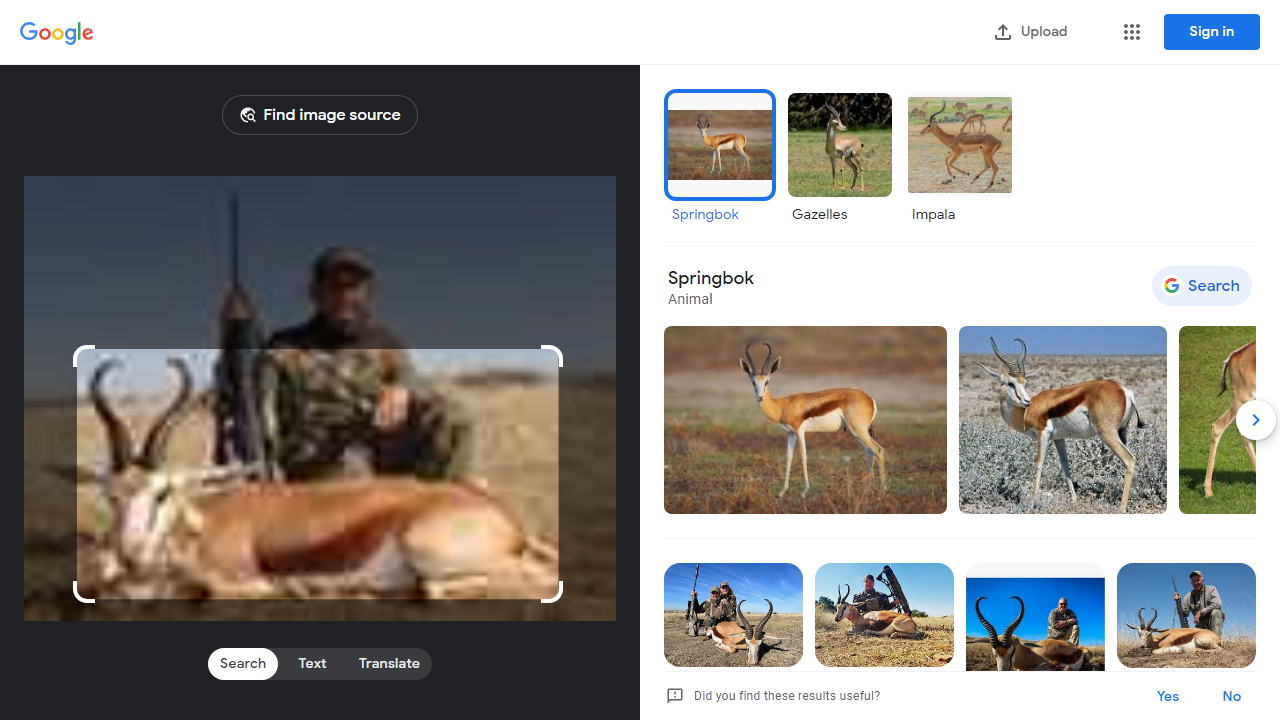 Google
Upload
Sign in
Find image source
Springbok
Gazelles
Impala
Springbok
Animal
Search
Search
Text
Translate
Did you find these results useful?
Yes
No